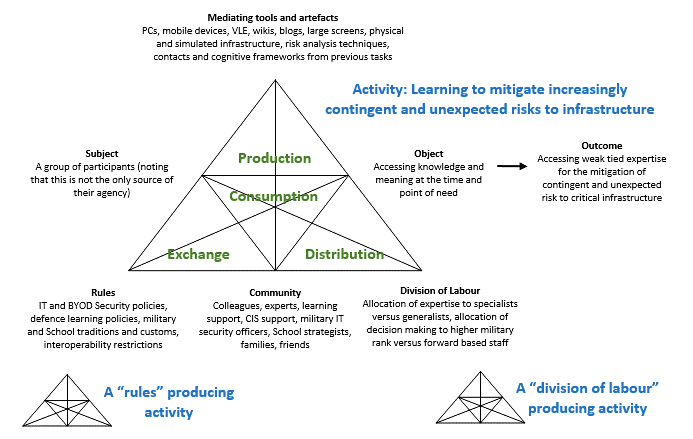 Mediating tools and artefacts
PCs, mobile devices, VLE, wikis, blogs, large screens, physical
and simulated infrastructure, risk analysis techniques,
contacts and cognitive frameworks from previous tasks
Activity: Learning to mitigate increasingly
contingent and unexpected risks to infrastructure
Subject
A group of participants (noting
that this is not the only source of
their agency)
Production
Consumption
Exchange
Distribution
Object
Accessing knowledge and
meaning at the time and
point of need
Outcome
Accessing weak tied expertise
for the mitigation of
contingent and unexpected
risk to critical infrastructure
Rules
IT and BYOD Security policies,
defence learning policies, military
and School traditions and customs,
interoperability restrictions
Community
Colleagues, experts, learning
support, CIS support, military IT
security officers, School strategists,
families, friends
Division of Labour
Allocation of expertise to specialists
versus generalists, allocation of
decision making to higher military
rank versus forward based staff
A “rules” producing
activity
A “division of labour”
producing activity